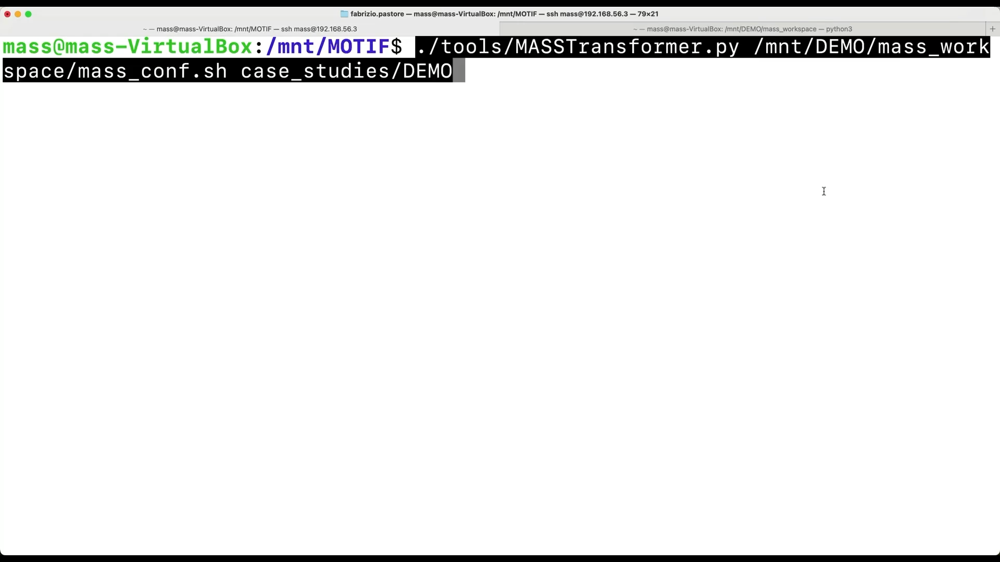 fabrizio.pastore — mass@mass-VirtualBox: /mnt/MOTIF — ssh mass@192.168.56.3 — 79×21
~ — mass@mass-VirtualBox: /mnt/MOTIF — ssh mass@192.168.56.3
~ — mass@mass-VirtualBox: /mnt/DEMO/mass_workspace — python3
+
mass@mass-VirtualBox:/mnt/MOTIF$ ./tools/MASSTransformer.py /mnt/DEMO/mass_work
space/mass_conf.sh case_studies/DEMO